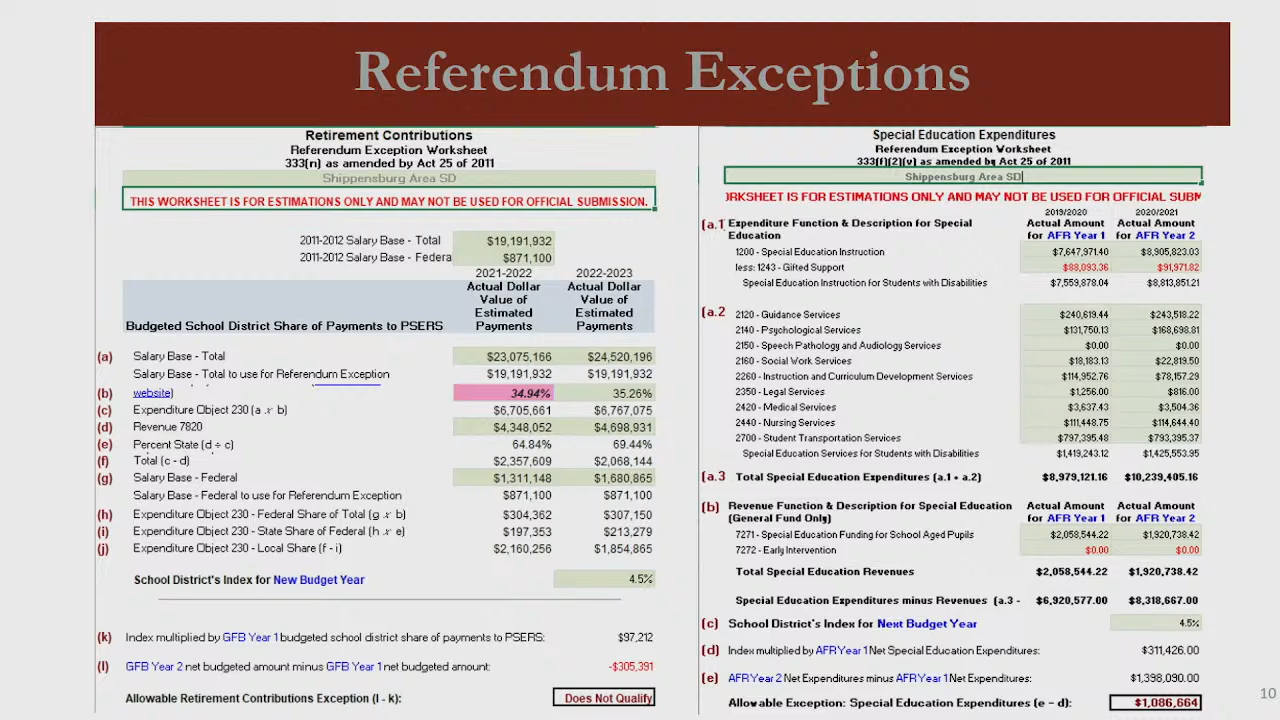 Referendum Exceptions
Retirement Contributions
Referendum Exception Worksheet
333(n) as amended by Act 25 of 2011
Shippensburg Area SD
THIS WORKSHEET IS FOR ESTIMATIONS ONLY AND MAY NOT BE USED FOR OFFICIAL SUBMISSION.
2011-2012 Salary Base - Total $19,191,932
2011-2012 Salary Base - Federa $871,100
2021-2022 2022-2023
Actual Dollar Actual Dollar
Value of Value of
Estimated Estimated
Budgeted School District Share of Payments to PSERS Payments Payments
(a) Salary Base - Total $23,075,166 $24,520,196
Salary Base - Total to use for Referendum Exception $19,191,932 $19,191,932
(b) website) 34.94% 35.26%
(c) Expenditure Object 230 (a x b) $6,705,661 $6,767,075
(d) Revenue 7820 $4,348,052 $4,698,931
(e) Percent State (d ÷ c) 64.84% 69.44%
(f) Total (c - d) $2,357,609 $2,068,144
(g) Salary Base - Federal $1,311,148 $1,680,865
Salary Base - Federal to use for Referendum Exception $871,100 $871,100
(h) Expenditure Object 230 - Federal Share of Total (g x b) $304,362 $307,150
(i) Expenditure Object 230 - State Share of Federal (h x e) $197,353 $213,279
(j) Expenditure Object 230 - Local Share (f - i) $2,160,256 $1,854,865
School District's Index for New Budget Year 4.5%
(k) Index multiplied by GFB Year 1 budgeted school district share of payments to PSERS: $97,212
(l) GFB Year 2 net budgeted amount minus GFB Year 1 net budgeted amount: -$305,391
Allowable Retirement Contributions Exception (l - k): Does Not Qualify
Special Education Expenditures
Referendum Exception Worksheet
333(f)(2)(v) as amended by Act 25 of 2011
Shippensburg Area SD
ORKSHEET IS FOR ESTIMATIONS ONLY AND MAY NOT BE USED FOR OFFICIAL SUBM
2019/2020 2020/2021
(a.1 Expenditure Function & Description for Special Actual Amount Actual Amount
Education for AFR Year 1 for AFR Year 2
1200 - Special Education Instruction $7,647,971.40 $8,905,823.03
less: 1243 - Gifted Support $88,093.36 $91,971.82
Special Education Instruction for Students with Disabilities $7,559,878.04 $8,813,851.21
(a.2 2120 - Guidance Services $240,619.44 $243,518.22
2140 - Psychological Services $131,750.13 $168,698.81
2150 - Speech Pathology and Audiology Services $0.00 $0.00
2160 - Social Work Services $18,183.13 $22,819.50
2260 - Instruction and Curriculum Development Services $114,952.76 $78,157.29
2350 - Legal Services $1,256.00 $816.00
2420 - Medical Services $3,637.43 $3,504.36
2440 - Nursing Services $111,448.75 $114,644.40
2700 - Student Transportation Services $797,395.48 $793,395.37
Special Education Services for Students with Disabilities $1,419,243.12 $1,425,553.95
(a.3 Total Special Education Expenditures (a.1 + a.2) $8,979,121.16 $10,239,405.16
(b) Revenue Function & Description for Special Education Actual Amount Actual Amount
(General Fund Only) for AFR Year 1 for AFR Year 2
7271 - Special Education Funding for School Aged Pupils $2,058,544.22 $1,920,738.42
7272 - Early Intervention $0.00 $0.00
Total Special Education Revenues $2,058,544.22 $1,920,738.42
Special Education Expenditures minus Revenues (a.3 - $6,920,577.00 $8,318,667.00
(c) School District's Index for Next Budget Year 4.5%
(d) Index multiplied by AFR Year 1 Net Special Education Expenditures: $311,426.00
(e) AFR Year 2 Net Expenditures minus AFR Year 1 Net Expenditures: $1,398,090.00
Allowable Exception: Special Education Expenditures (e - d): $1,086,664
10